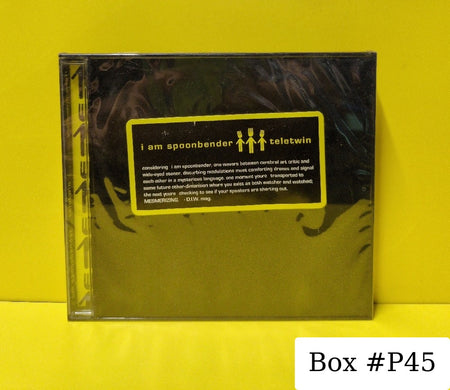 i am spoonbender teletwin
considering i am spoonbender, one wavers between cerebral art critic and
wide-eyed stoner. disturbing modulations must comforting drones and signal
each other in a mysterious language. one moment you're transported to
some future other-dimension where you exist as both watcher and watched,
the next you're checking to see if your speakers are shorting out.
MESMERIZING. - D.I.W. mag.
Box #P45